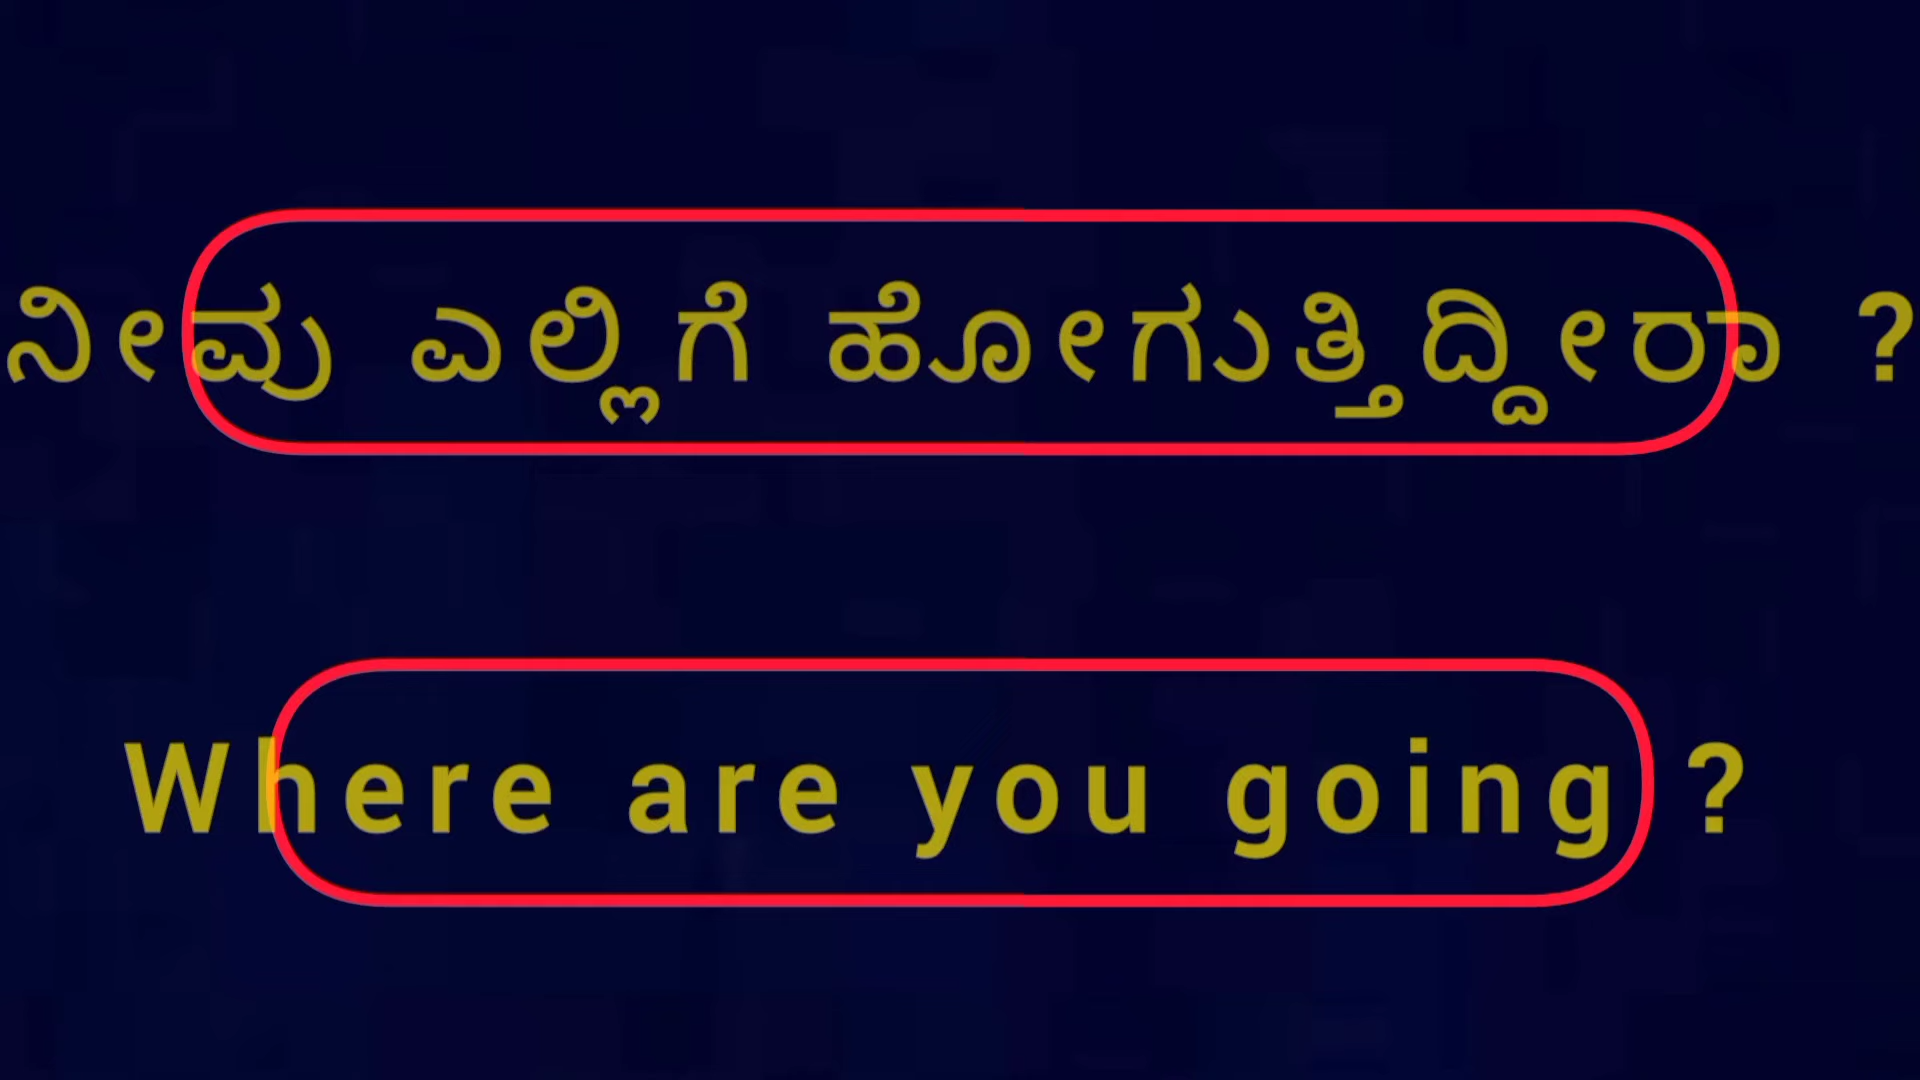 ನೀವು ಎಲ್ಲಿಗೆ ಹೋಗುತ್ತಿದ್ದೀರಾ ?
Where are you going ?